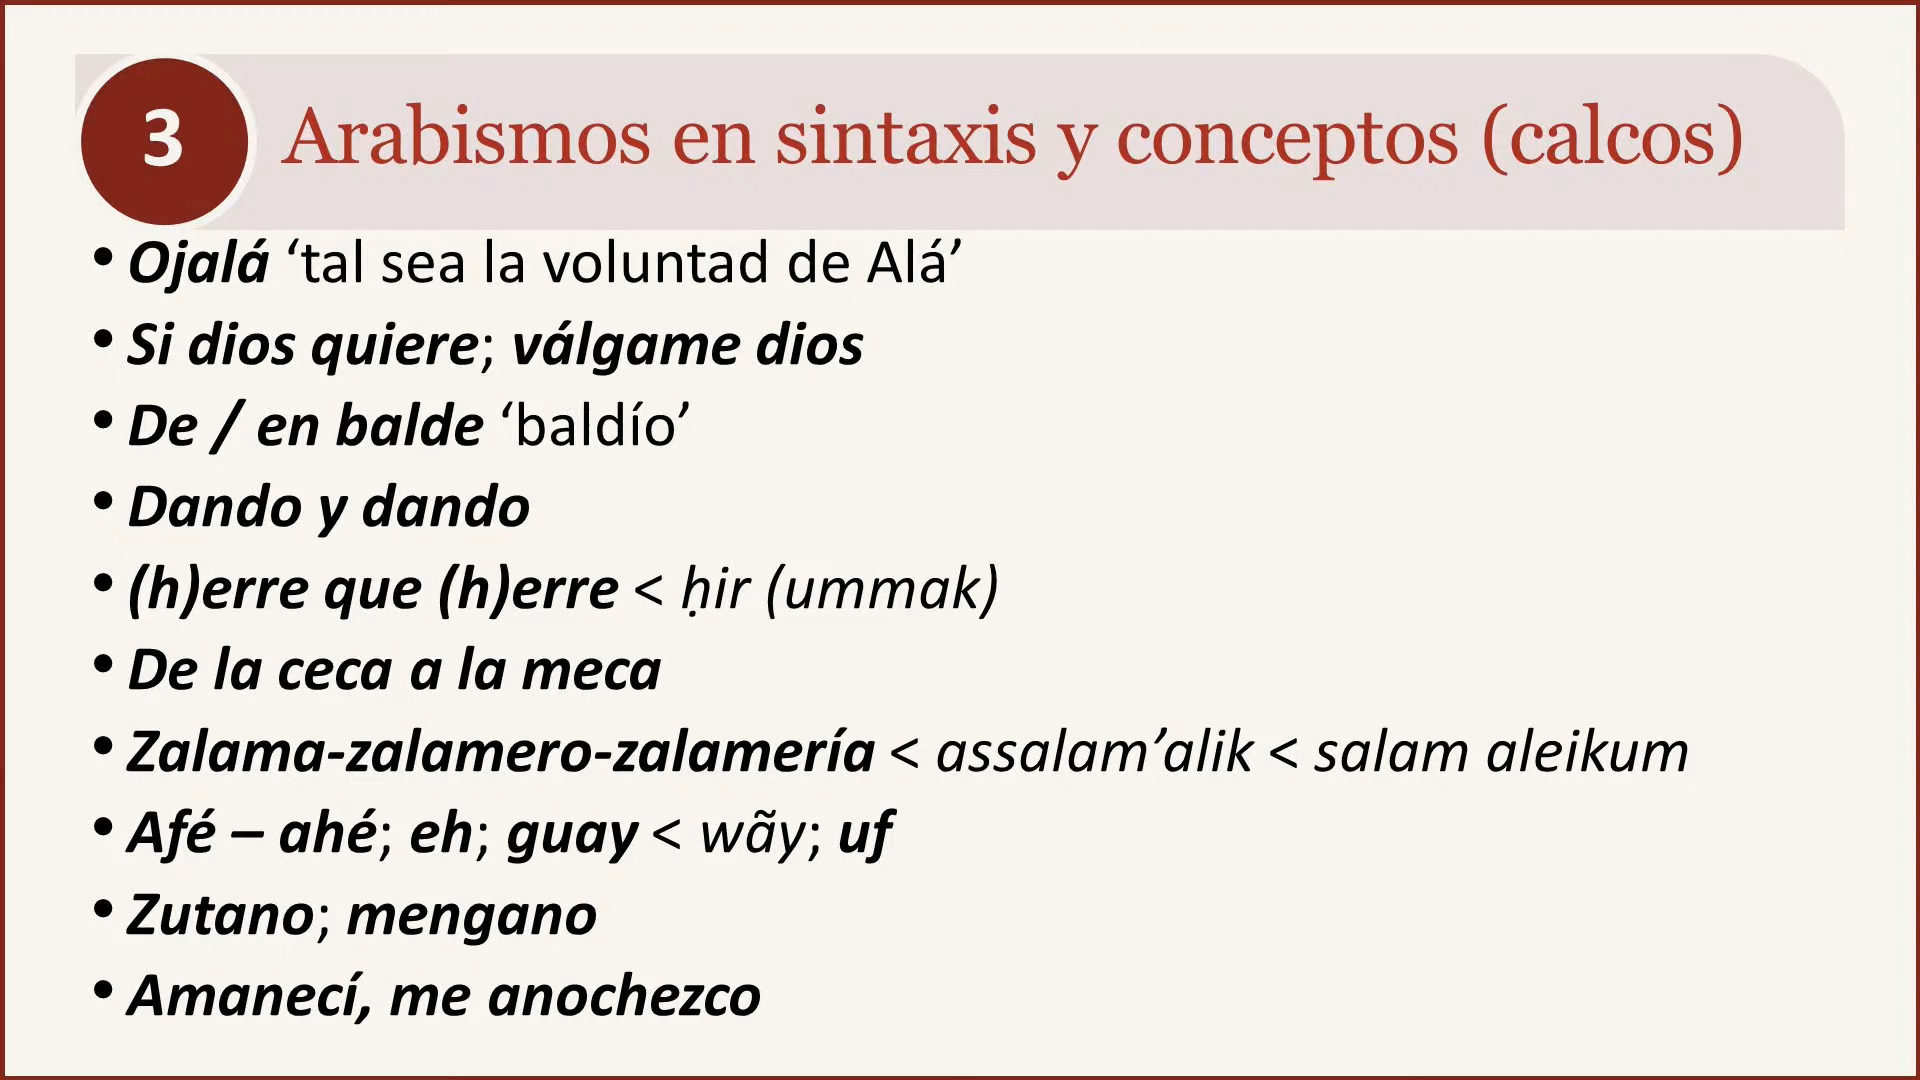 3
Arabismos en sintaxis y conceptos (calcos)
• Ojalá ‘tal sea la voluntad de Alá’
• Si dios quiere; válgame dios
• De / en balde ‘baldío’
• Dando y dando
• (h)erre que (h)erre < ḥir (ummak)
• De la ceca a la meca
• Zalama-zalamero-zalamería < assalam’alik < salam aleikum
• Afé – ahé; eh; guay < wãy; uf
• Zutano; mengano
• Amanecí, me anochezco